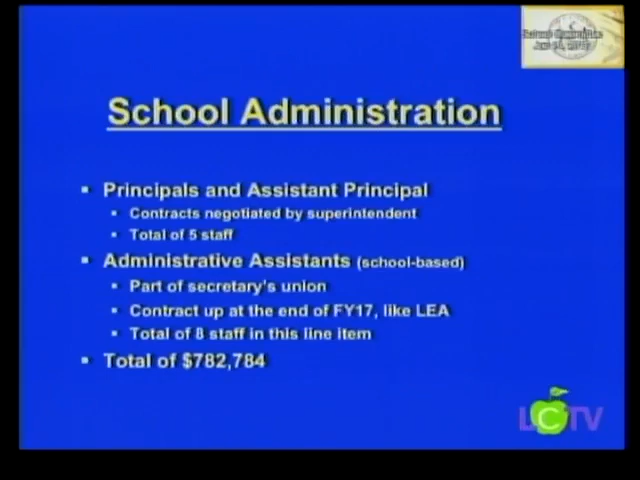 School Administration
▪ Principals and Assistant Principal
▪ Contracts negotiated by superintendent
▪ Total of 5 staff
▪ Administrative Assistants (school-based)
▪ Part of secretary's union
▪ Contract up at the end of FY17, like LEA
▪ Total of 8 staff in this line item
▪ Total of $782,784
LCTV